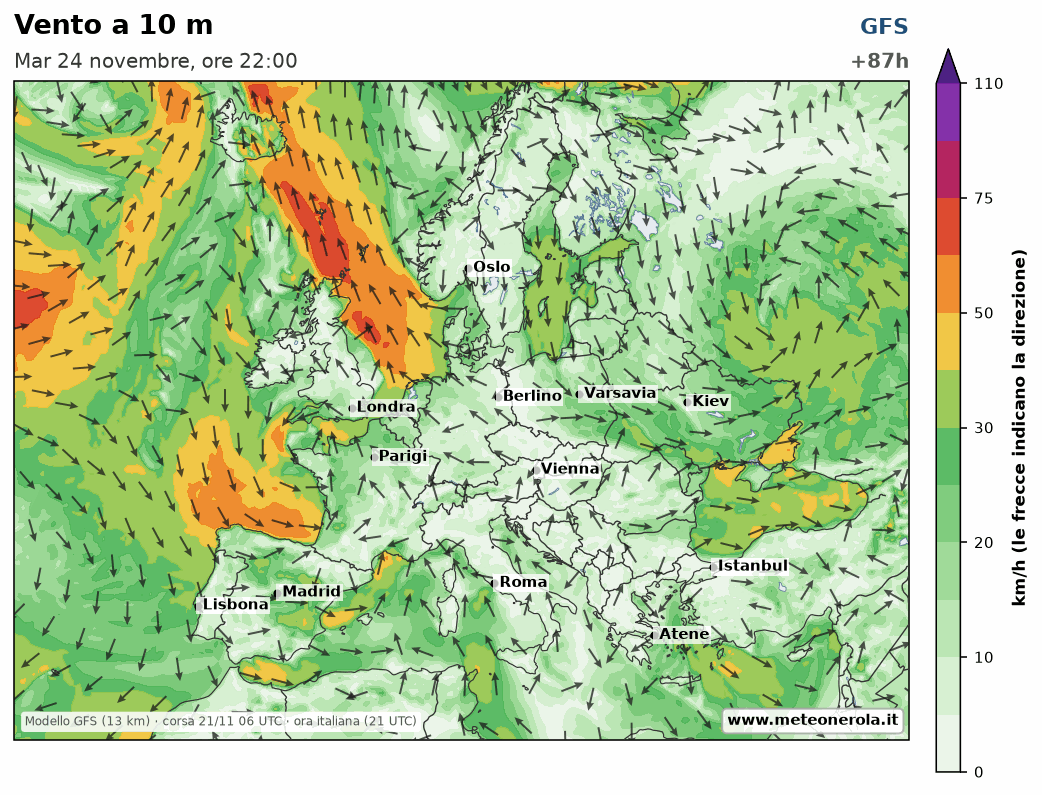 Vento a 10 m
GFS
Mar 24 novembre, ore 22:00
+87h
110
75
50
30
20
10
0
km/h (le frecce indicano la direzione)
Oslo
Berlino
Varsavia
Kiev
Londra
Parigi
Vienna
Istanbul
Roma
Madrid
Lisbona
Atene
Modello GFS (13 km) · corsa 21/11 06 UTC · ora italiana (21 UTC)
www.meteonerola.it